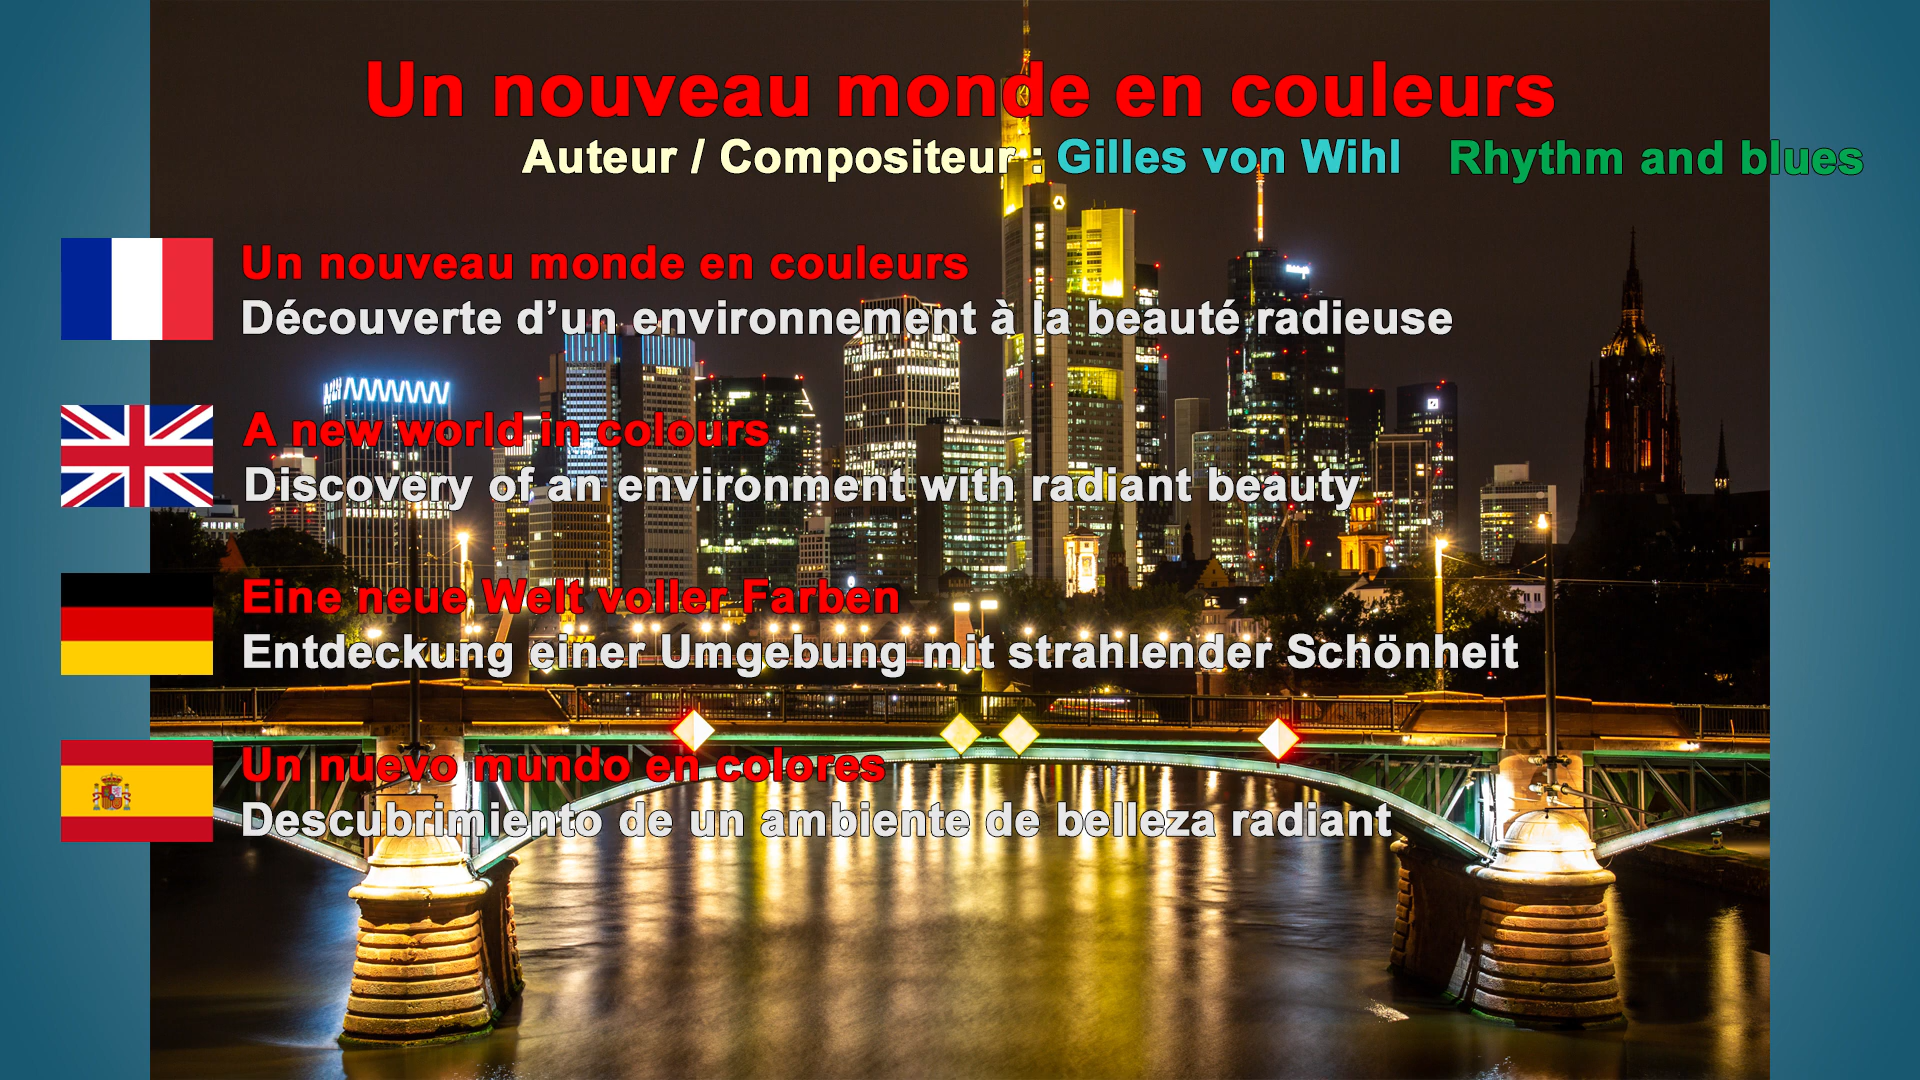 Un nouveau monde en couleurs
Auteur / Compositeur : Gilles von Wihl Rhythm and blues
Un nouveau monde en couleurs
Découverte d’un environnement à la beauté radieuse
A new world in colours
Discovery of an environment with radiant beauty
Eine neue Welt voller Farben
Entdeckung einer Umgebung mit strahlender Schönheit
Un nuevo mundo en colores
Descubrimiento de un ambiente de belleza radiant